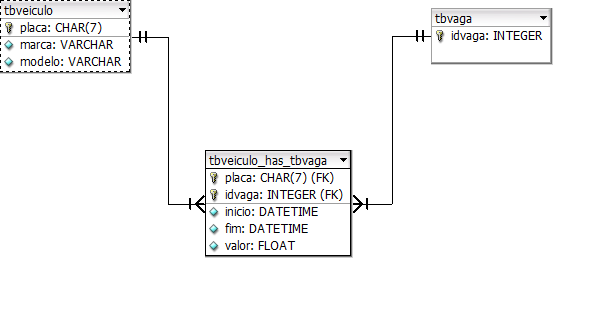 tbveiculo
placa: CHAR(7)
marca: VARCHAR
modelo: VARCHAR
tbvaga
idvaga: INTEGER
tbveiculo_has_tbvaga
placa: CHAR(7) (FK)
idvaga: INTEGER (FK)
inicio: DATETIME
fim: DATETIME
valor: FLOAT